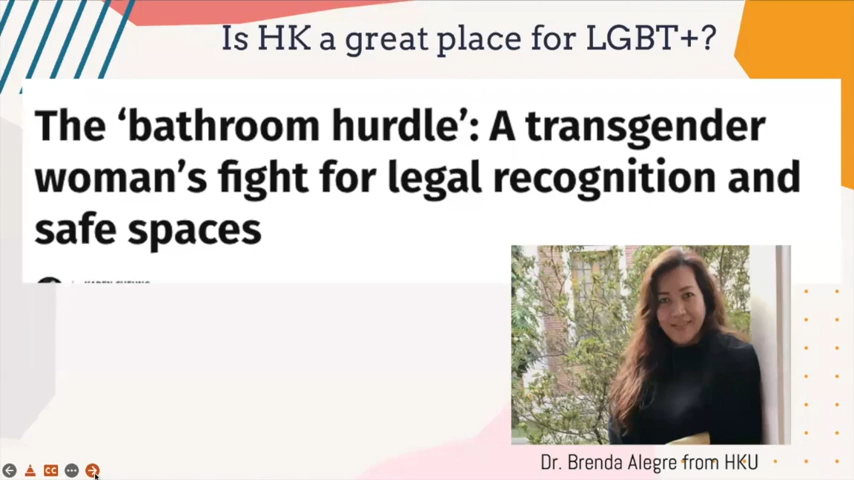 Is HK a great place for LGBT+?
The ‘bathroom hurdle’: A transgender
woman’s fight for legal recognition and
safe spaces
Dr. Brenda Alegre from HKU
CC